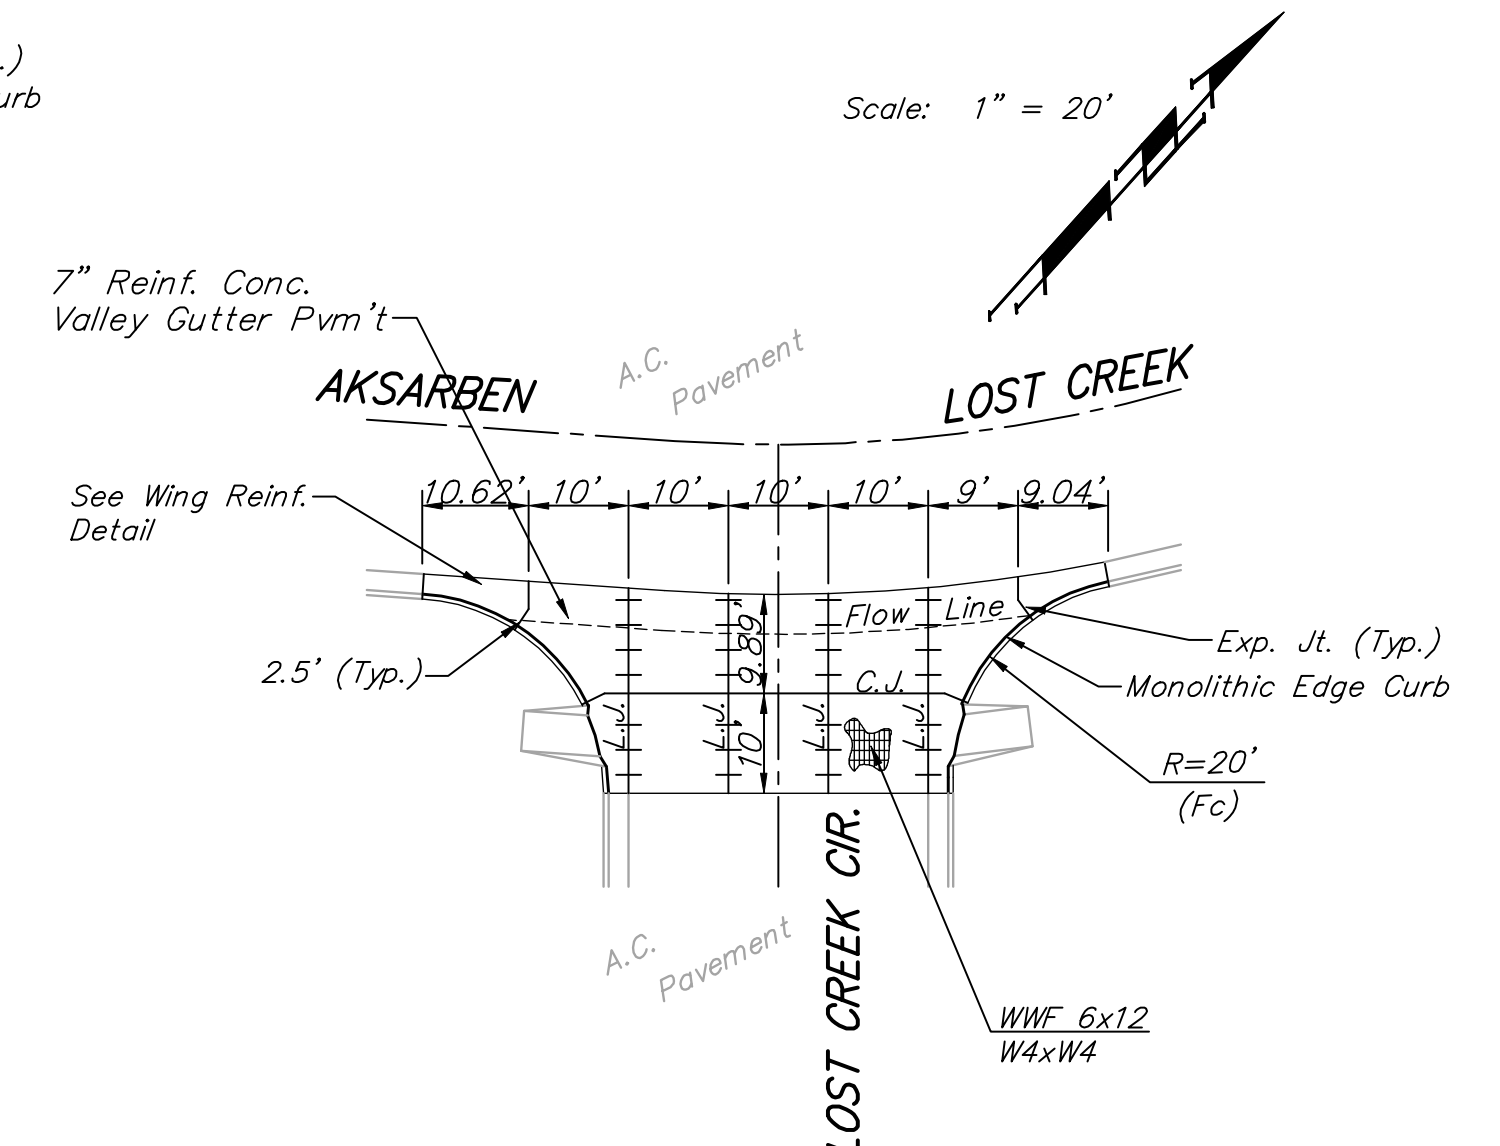 .)
urb
Scale: 1" = 20'
7" Reinf. Conc.
Valley Gutter Pvm't
A.C.
Pavement
AKSARBEN
LOST CREEK
See Wing Reinf.
Detail
10.62' 10' 10' 10' 10' 9' 9.04'
Flow Line
9.89'
Exp. Jt. (Typ.)
2.5' (Typ.)
C.J.
Monolithic Edge Curb
L.J. L.J. L.J. L.J.
10'
R=20'
(Fc)
LOST CREEK CIR.
A.C.
Pavement
WWF 6x12
W4xW4